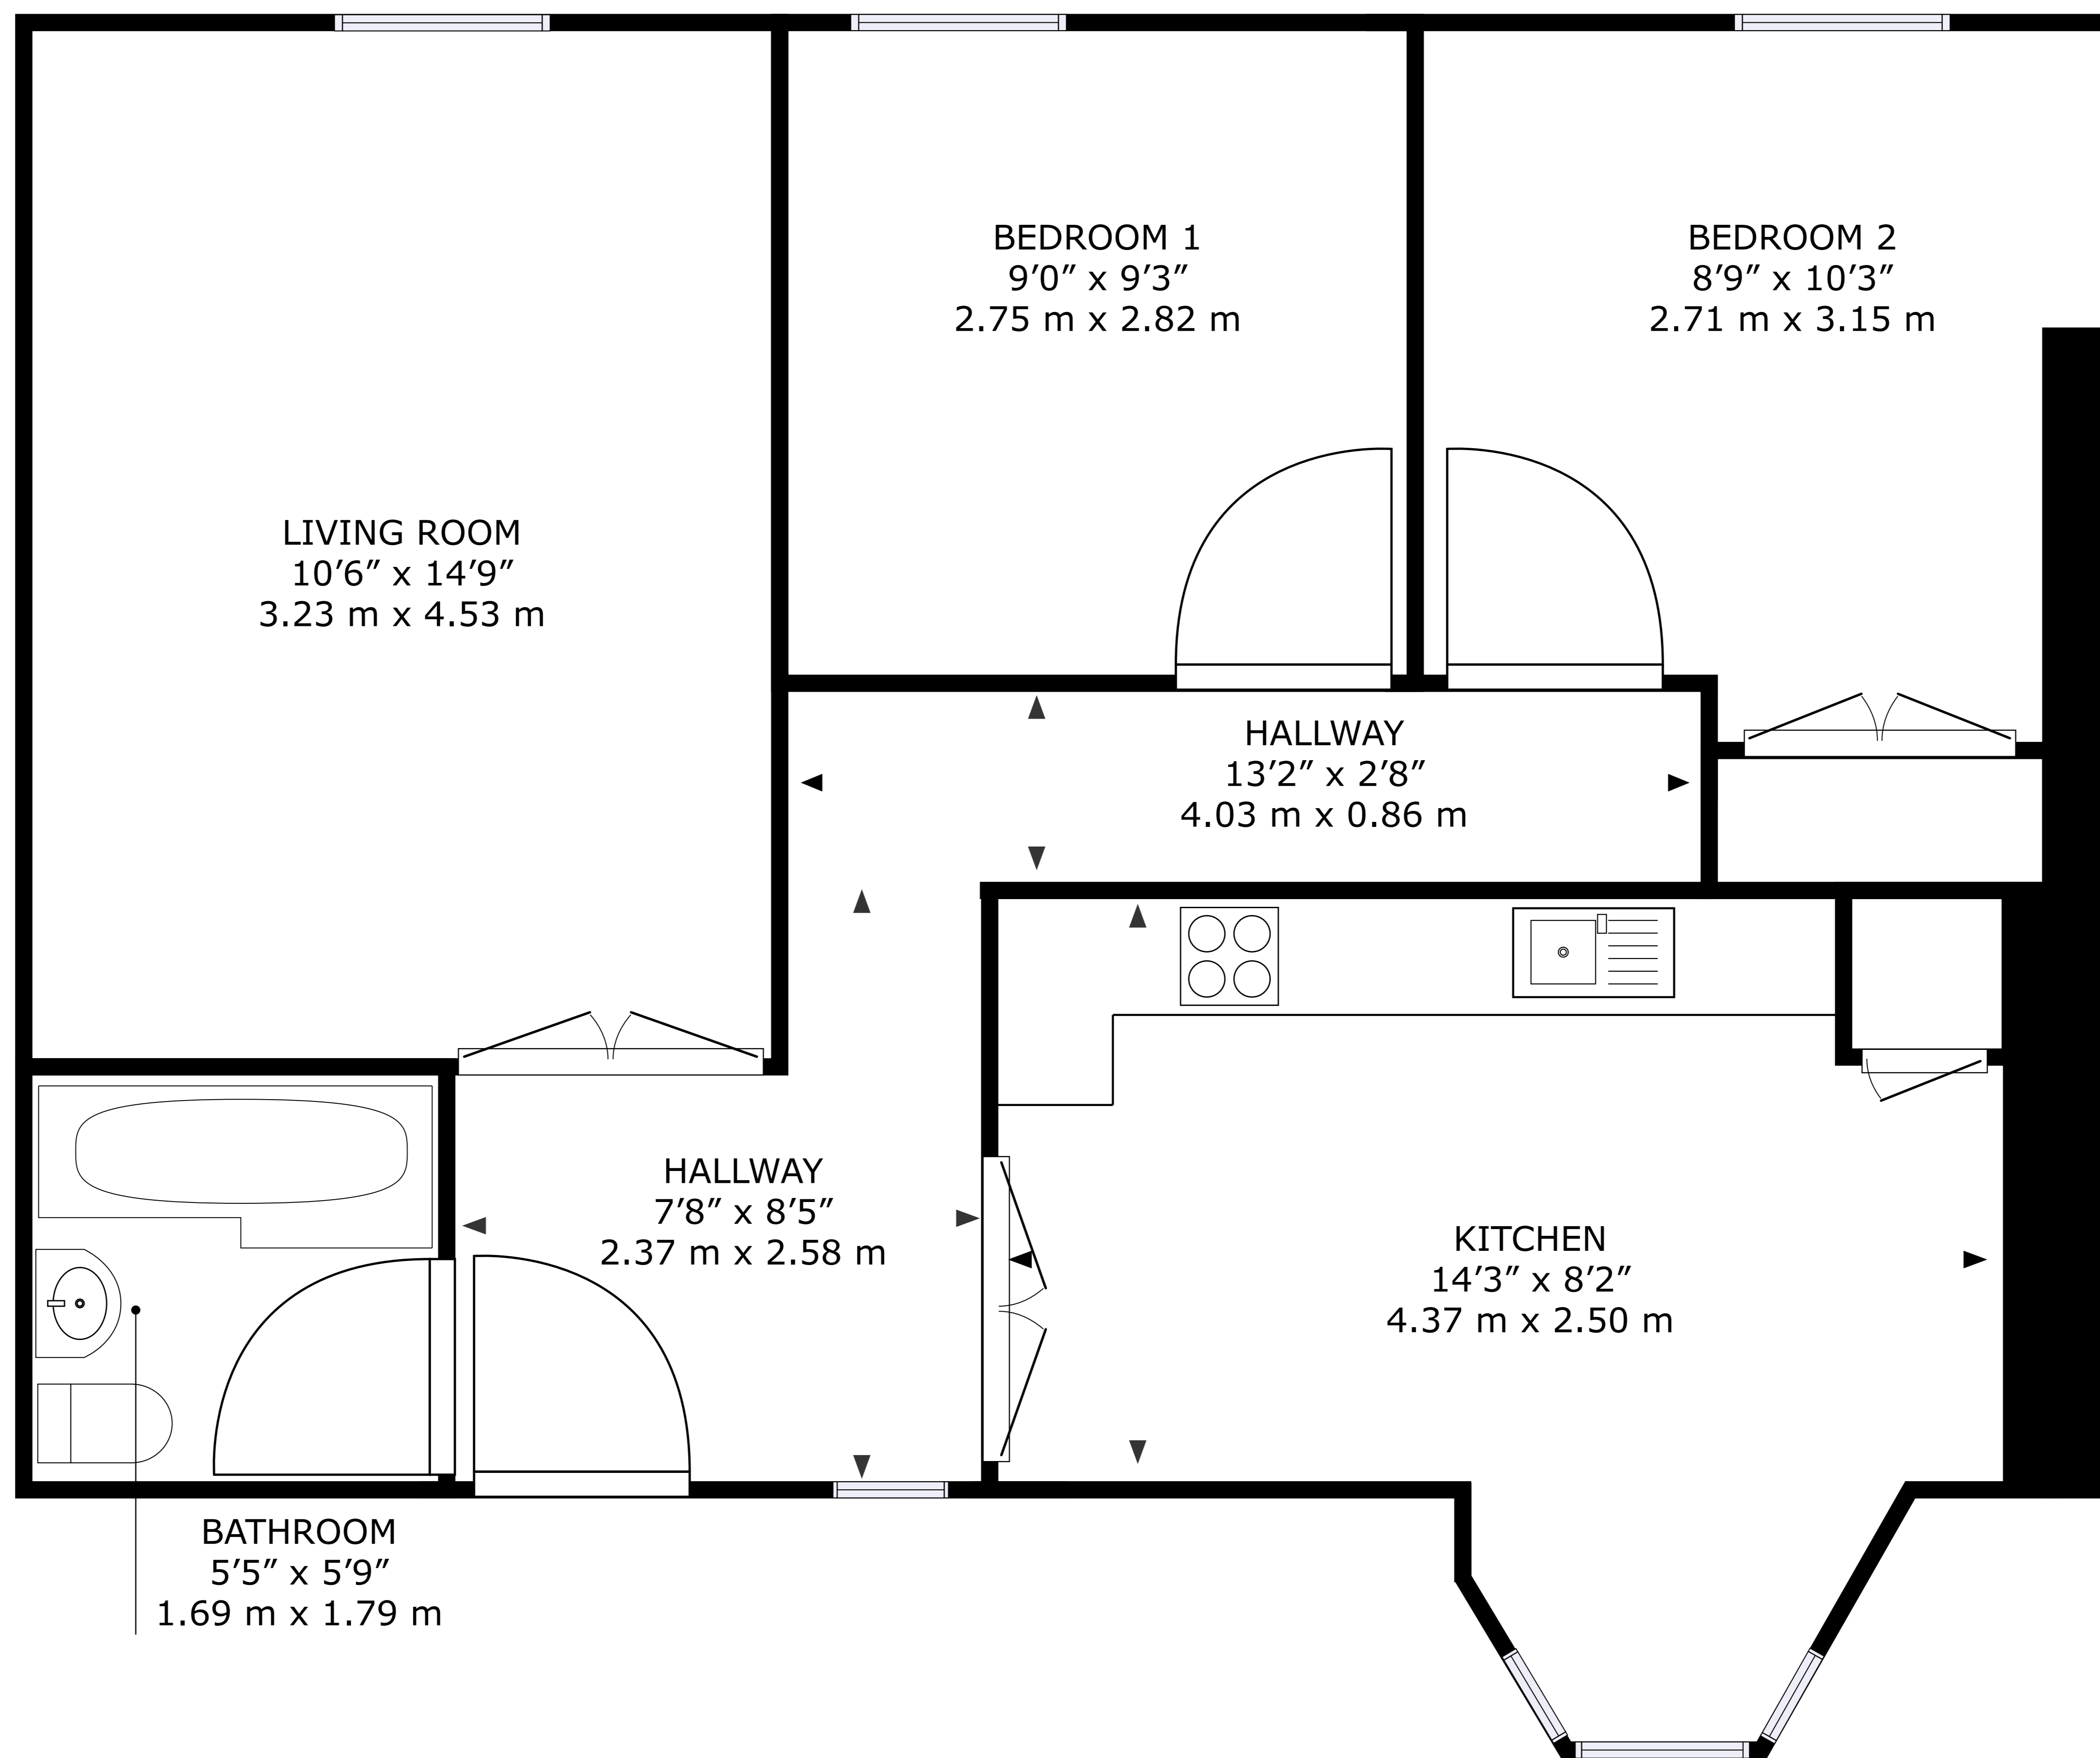 BEDROOM 1
9′0″ x 9′3″
2.75 m x 2.82 m
BEDROOM 2
8′9″ x 10′3″
2.71 m x 3.15 m
LIVING ROOM
10′6″ x 14′9″
3.23 m x 4.53 m
HALLWAY
13′2″ x 2′8″
4.03 m x 0.86 m
HALLWAY
7′8″ x 8′5″
2.37 m x 2.58 m
KITCHEN
14′3″ x 8′2″
4.37 m x 2.50 m
BATHROOM
5′5″ x 5′9″
1.69 m x 1.79 m